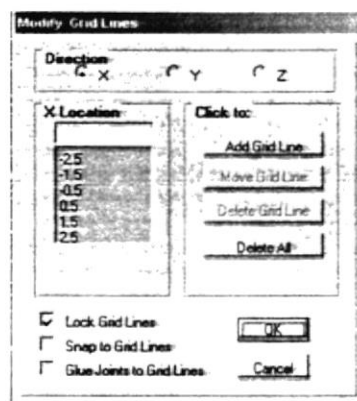 Modify Grid Lines
Direction
X Y Z
X Location
-2.5
-1.5
-0.5
0.5
1.5
2.5
Click to:
Add Grid Line
Move Grid Line
Delete Grid Line
Delete All
Lock Grid Lines
Snap to Grid Lines
Glue Joints to Grid Lines
OK
Cancel